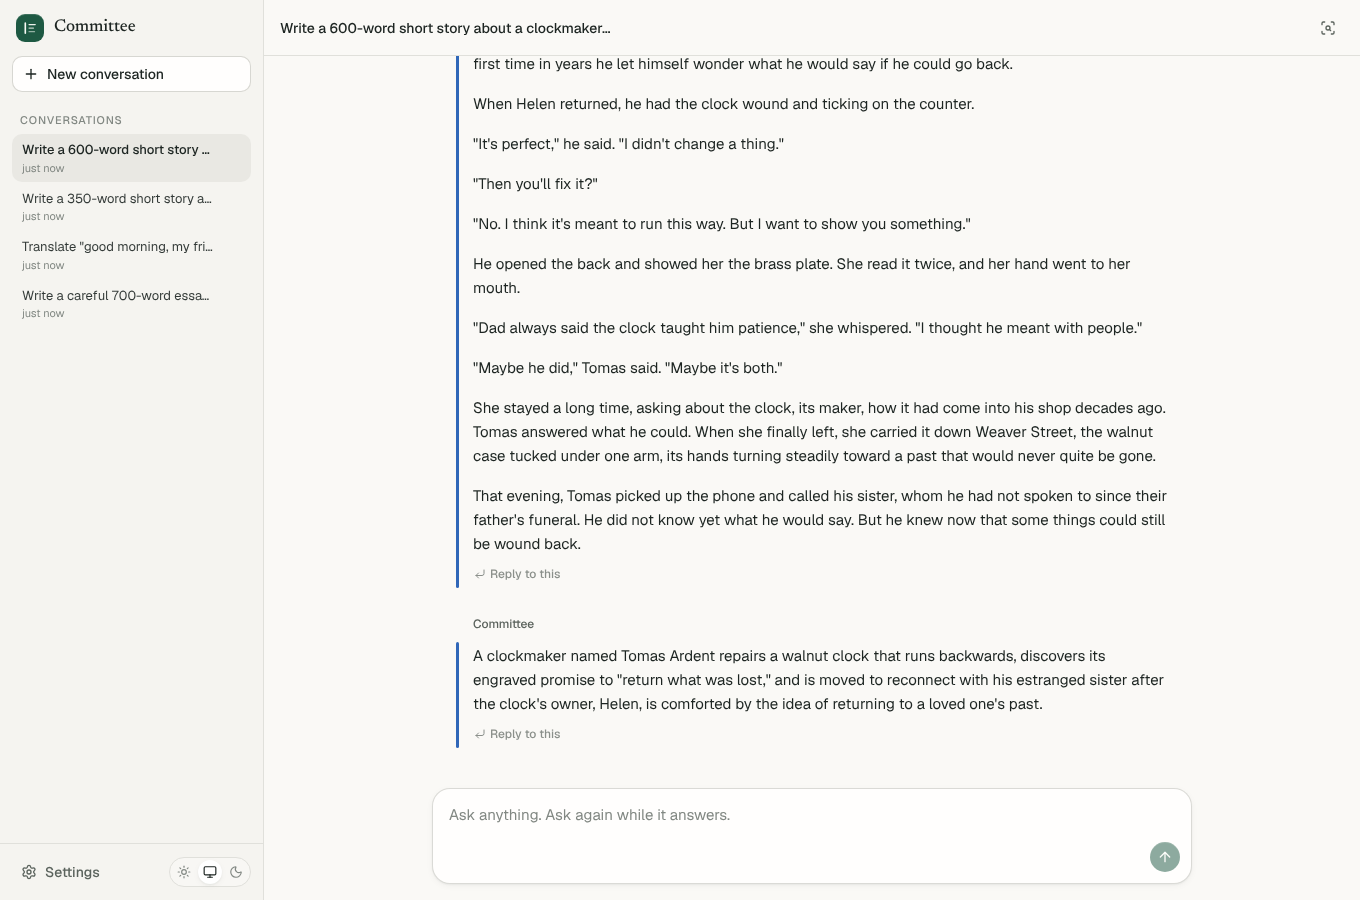 Committee
New conversation
CONVERSATIONS
Write a 600-word short story ...
just now
Write a 350-word short story a...
just now
Translate "good morning, my fri...
just now
Write a careful 700-word essa...
just now
Settings
Write a 600-word short story about a clockmaker...
first time in years he let himself wonder what he would say if he could go back.
When Helen returned, he had the clock wound and ticking on the counter.
"It's perfect," he said. "I didn't change a thing."
"Then you'll fix it?"
"No. I think it's meant to run this way. But I want to show you something."
He opened the back and showed her the brass plate. She read it twice, and her hand went to her
mouth.
"Dad always said the clock taught him patience," she whispered. "I thought he meant with people."
"Maybe he did," Tomas said. "Maybe it's both."
She stayed a long time, asking about the clock, its maker, how it had come into his shop decades ago.
Tomas answered what he could. When she finally left, she carried it down Weaver Street, the walnut
case tucked under one arm, its hands turning steadily toward a past that would never quite be gone.
That evening, Tomas picked up the phone and called his sister, whom he had not spoken to since their
father's funeral. He did not know yet what he would say. But he knew now that some things could still
be wound back.
Reply to this
Committee
A clockmaker named Tomas Ardent repairs a walnut clock that runs backwards, discovers its
engraved promise to "return what was lost," and is moved to reconnect with his estranged sister after
the clock's owner, Helen, is comforted by the idea of returning to a loved one's past.
Reply to this
Ask anything. Ask again while it answers.